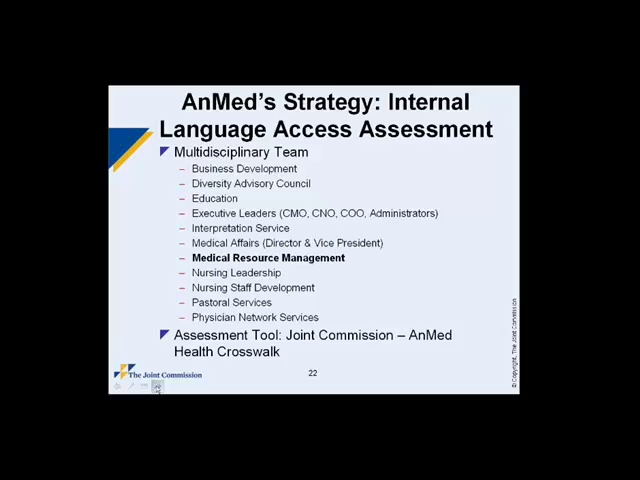 AnMed's Strategy: Internal
Language Access Assessment
Multidisciplinary Team
– Business Development
– Diversity Advisory Council
– Education
– Executive Leaders (CMO, CNO, COO, Administrators)
– Interpretation Service
– Medical Affairs (Director & Vice President)
– Medical Resource Management
– Nursing Leadership
– Nursing Staff Development
– Pastoral Services
– Physician Network Services
Assessment Tool: Joint Commission – AnMed
Health Crosswalk
The Joint Commission
22
© Copyright, The Joint Commission